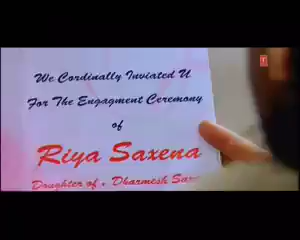 We Cordinally Inviated U
For The Engagment Ceremony
of
Riya Saxena
Daughter of . Dharmesh